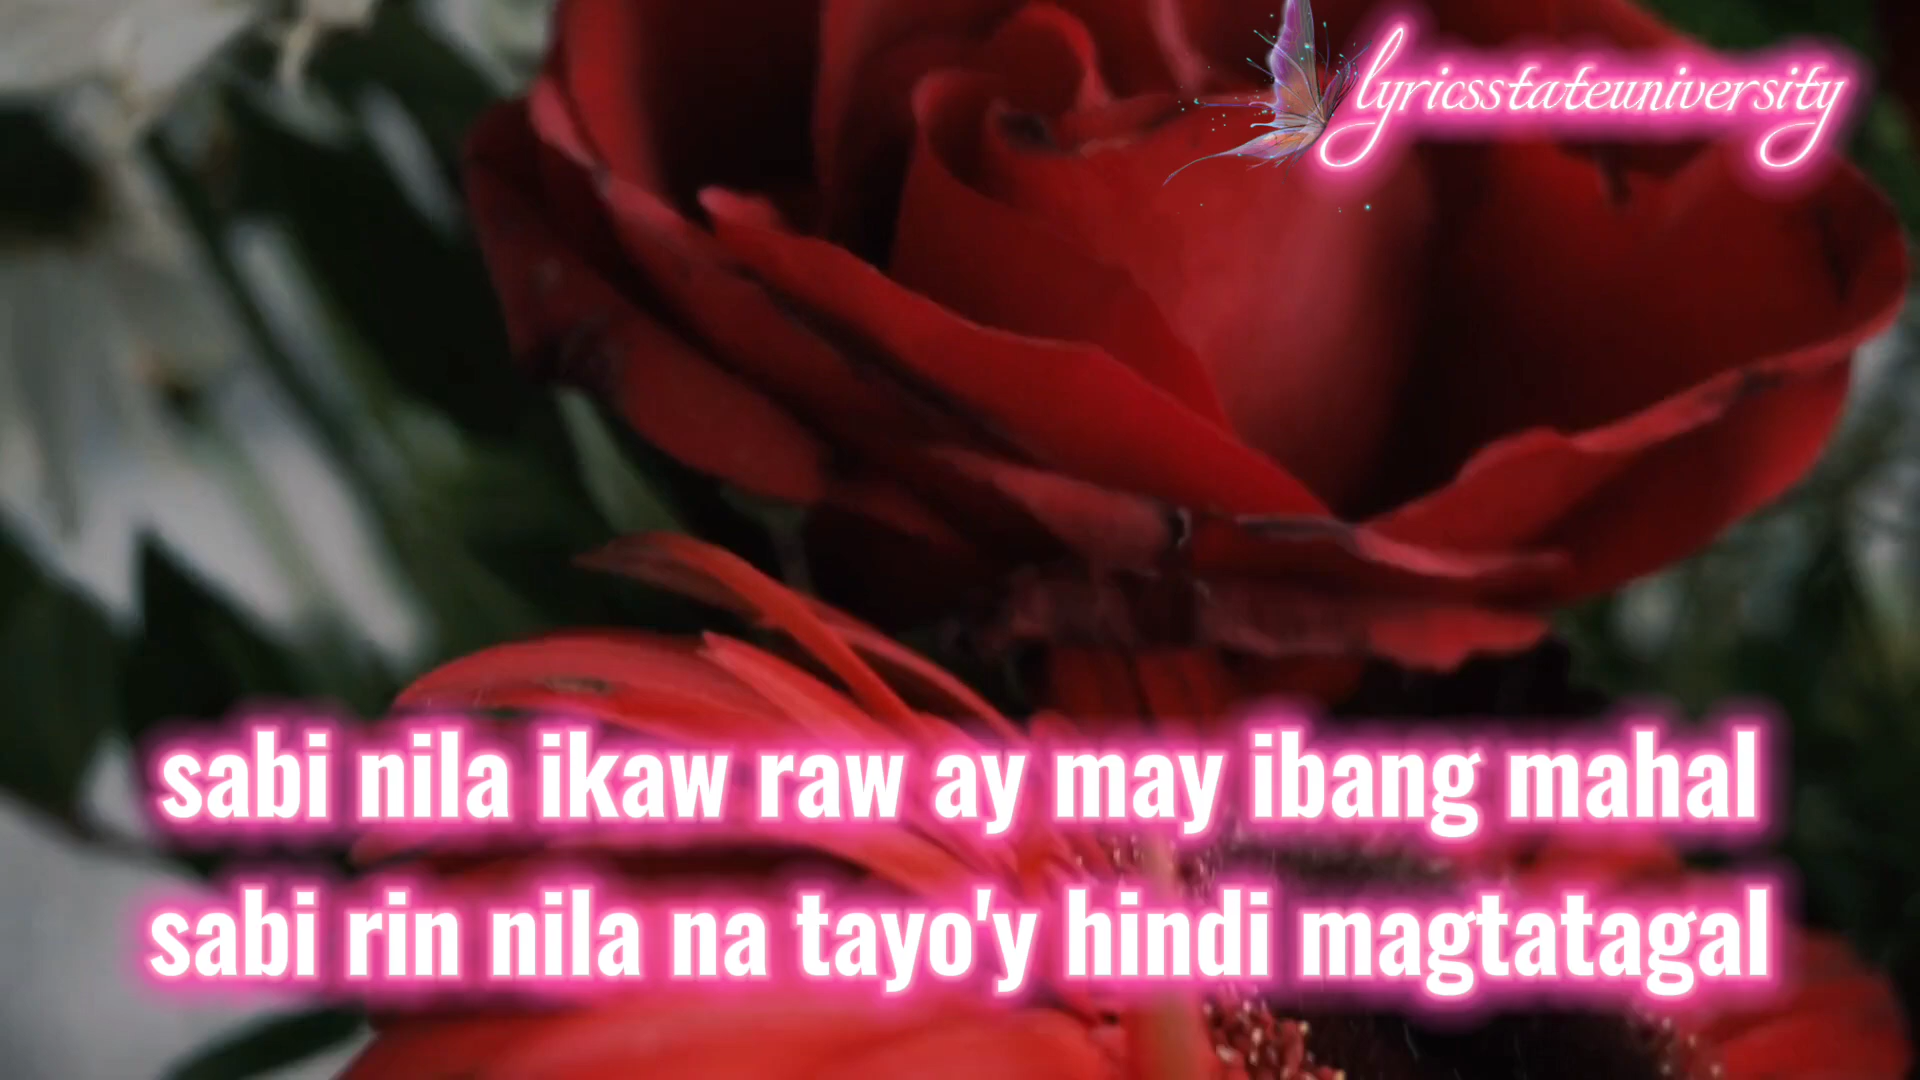 lyricsstateuniversity
sabi nila ikaw raw ay may ibang mahal
sabi rin nila na tayo'y hindi magtatagal